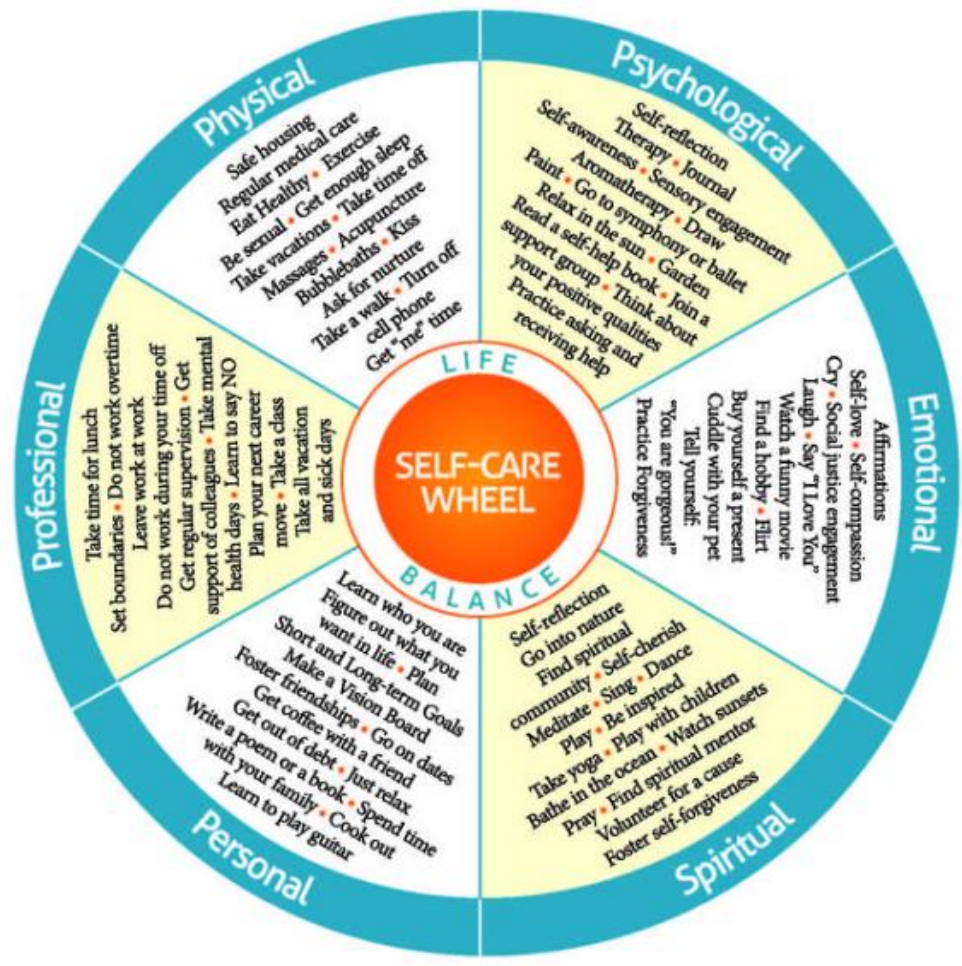 SELF-CARE
WHEEL
LIFE
BALANCE
Physical
Safe housing
Regular medical care
Eat Healthy • Exercise
Be sexual • Get enough sleep
Take vacations • Take time off
Massages • Acupuncture
Bubblebaths • Kiss
Ask for nurture
Take a walk • Turn off
cell phone
Get "me" time
Psychological
Self-reflection
Therapy • Journal
Self-awareness • Sensory engagement
Aromatherapy • Draw
Paint • Go to symphony or ballet
Relax in the sun • Garden
Read a self-help book • Join a
support group • Think about
your positive qualities
Practice asking and
receiving help
Emotional
Affirmations
Self-love • Self-compassion
Cry • Social justice engagement
Laugh • Say "I Love You"
Watch a funny movie
Find a hobby • Flirt
Buy yourself a present
Cuddle with your pet
Tell yourself:
"You are gorgeous!"
Practice Forgiveness
Spiritual
Self-reflection
Go into nature
Find spiritual
community • Self-cherish
Meditate • Sing • Dance
Play • Be inspired
Take yoga • Play with children
Bathe in the ocean • Watch sunsets
Pray • Find spiritual mentor
Volunteer for a cause
Foster self-forgiveness
Personal
Learn who you are
Figure out what you
want in life • Plan
Short and Long-term Goals
Make a Vision Board
Foster friendships • Go on dates
Get coffee with a friend
Get out of debt • Just relax
Write a poem or a book • Spend time
with your family • Cook out
Learn to play guitar
Professional
Take time for lunch
Set boundaries • Do not work overtime
Leave work at work
Do not work during your time off
Get regular supervision • Get
support of colleagues • Take mental
health days • Learn to say NO
Plan your next career
move • Take a class
Take all vacation
and sick days